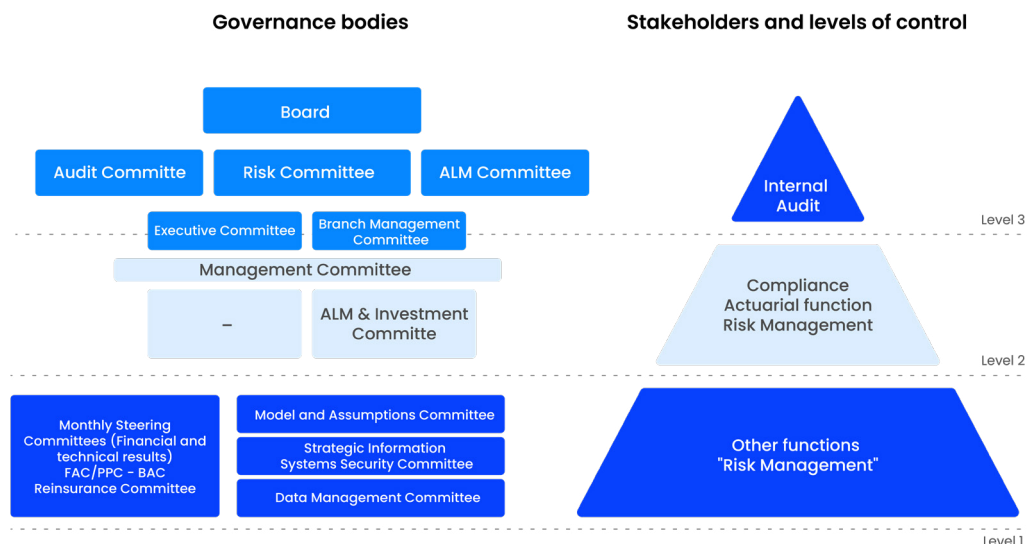 Governance bodies
Stakeholders and levels of control
Board
Audit Committe
Risk Committee
ALM Committee
Internal
Audit
Level 3
Executive Committee
Branch Management
Committee
Management Committee
–
ALM & Investment
Committe
Compliance
Actuarial function
Risk Management
Level 2
Monthly Steering
Committees (Financial and
technical results)
FAC/PPC - BAC
Reinsurance Committee
Model and Assumptions Committee
Strategic Information
Systems Security Committee
Data Management Committee
Other functions
"Risk Management"
Level 1